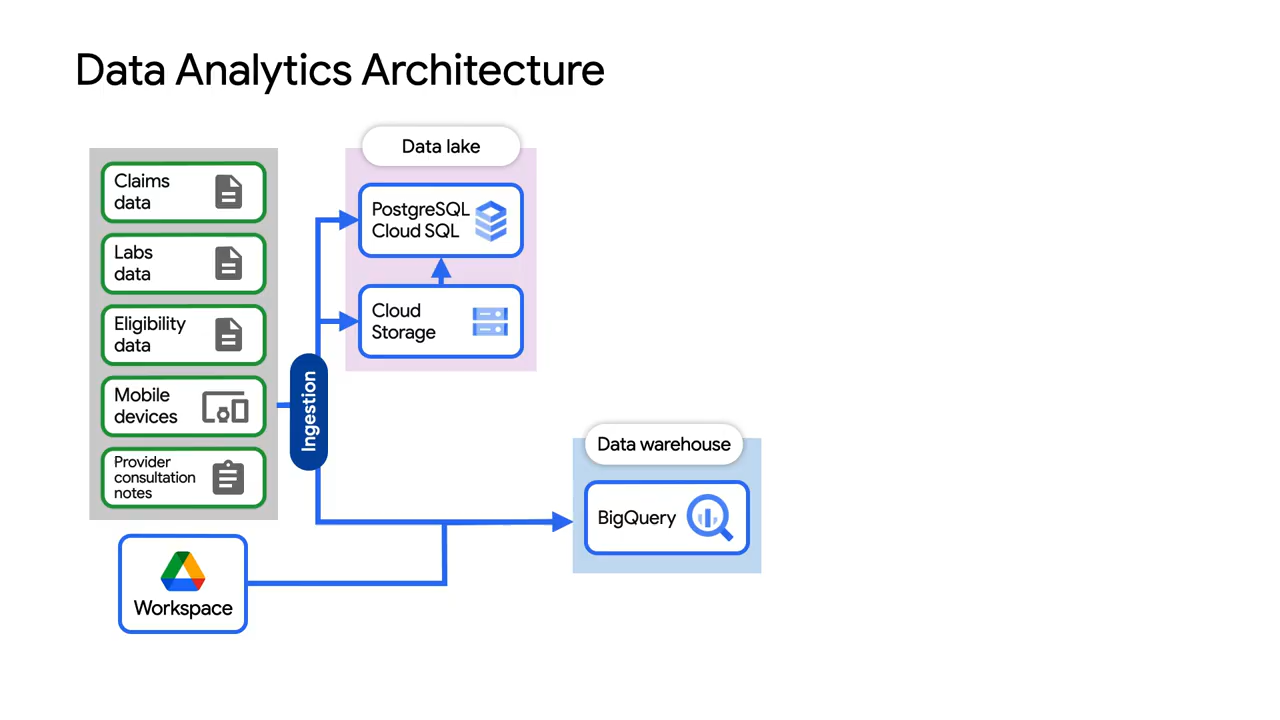 Data Analytics Architecture
Claims
data
Labs
data
Eligibility
data
Mobile
devices
Provider
consultation
notes
Workspace
Ingestion
Data lake
PostgreSQL
Cloud SQL
Cloud
Storage
Data warehouse
BigQuery